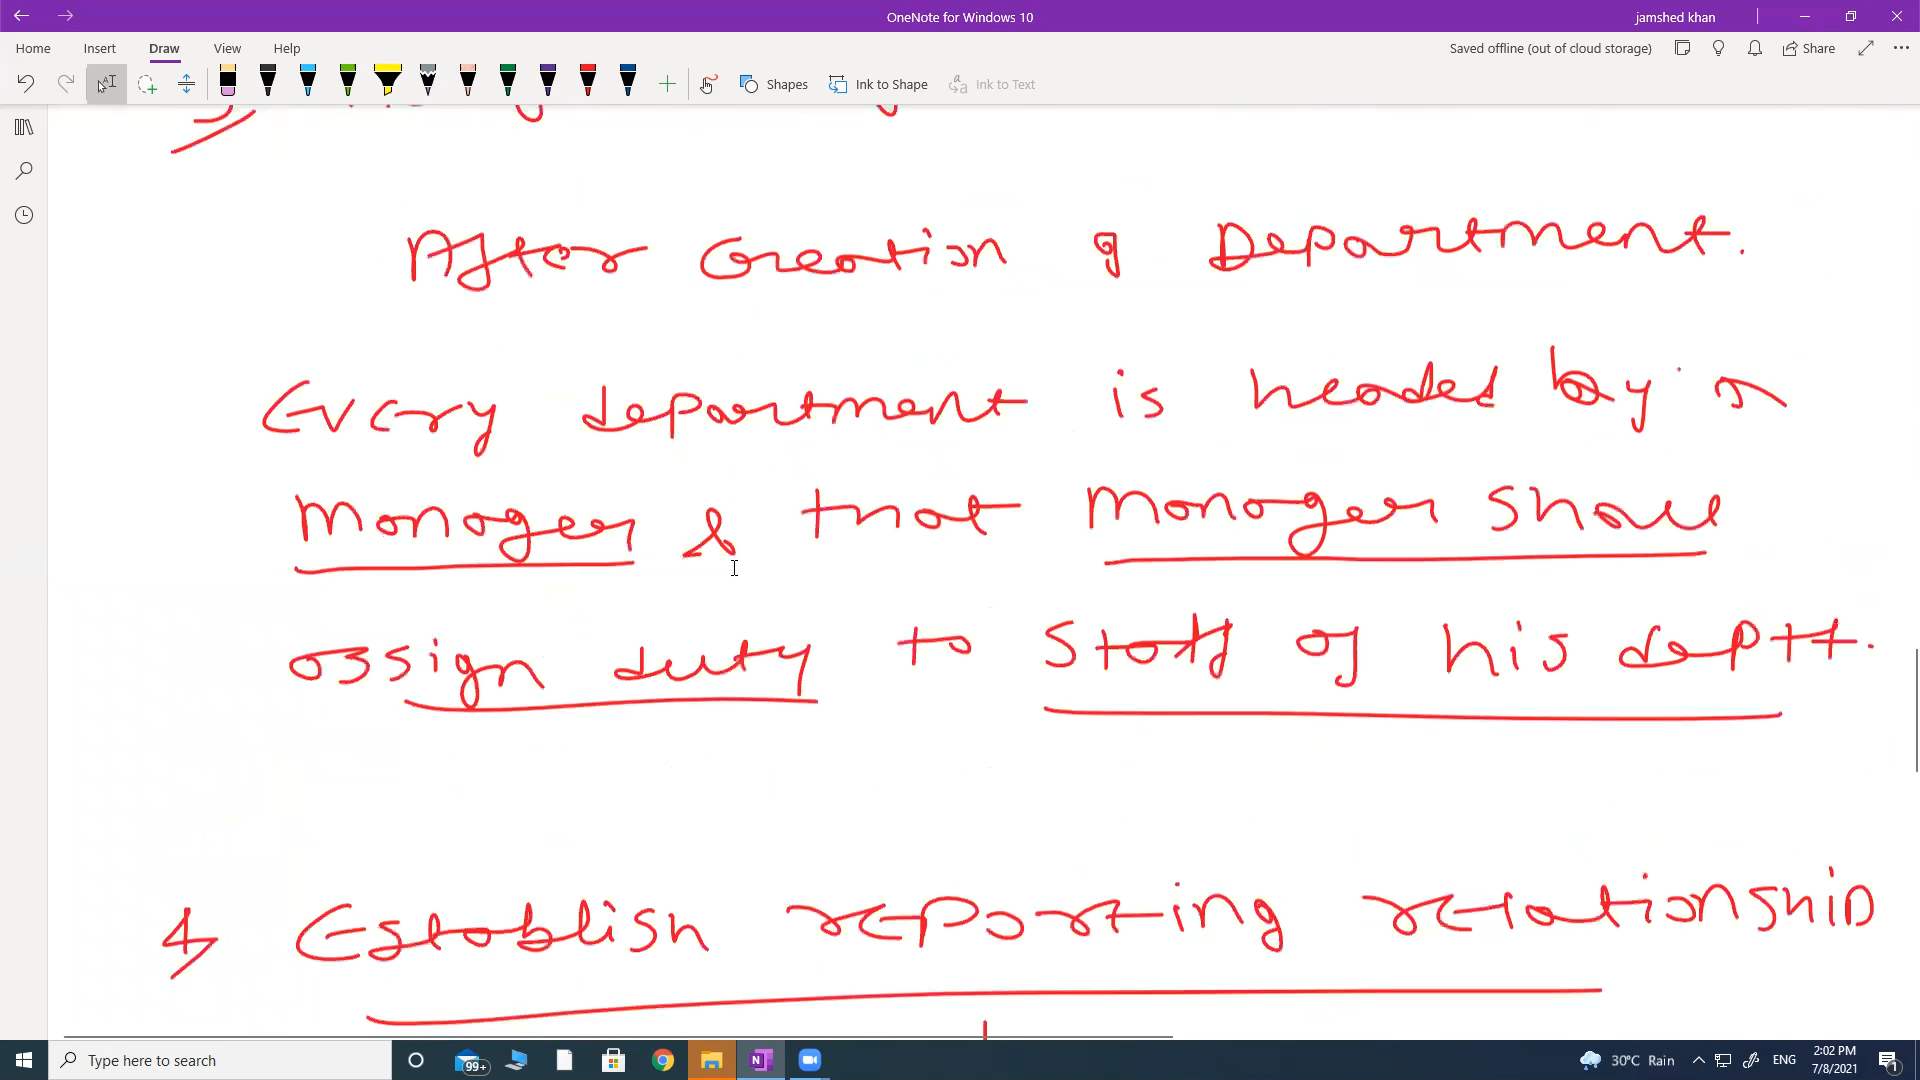 OneNote for Windows 10
jamshed khan
Home Insert Draw View Help
Saved offline (out of cloud storage)
Share
Shapes
Ink to Shape
Ink to Text
After Creation of Department.
Every department is headed by a
Manager & that Manager shall
assign duty to Staff of his deptt.
4 Establish reporting relationship
Type here to search
99+
30°C Rain
ENG
2:02 PM
7/8/2021
1